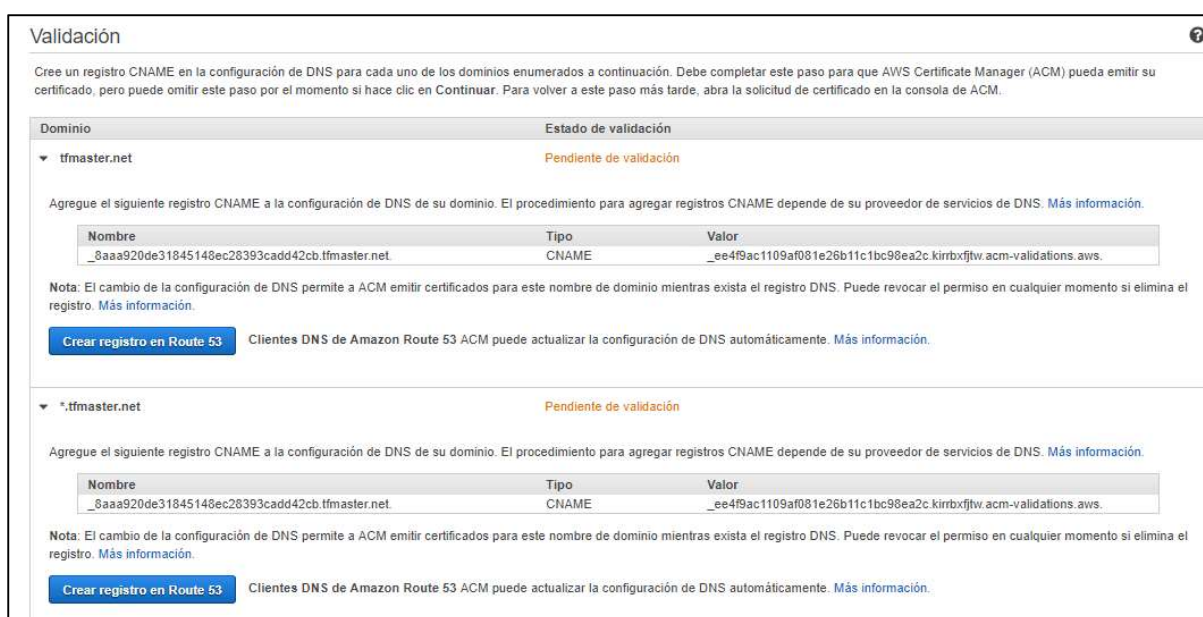 Validación
Cree un registro CNAME en la configuración de DNS para cada uno de los dominios enumerados a continuación. Debe completar este paso para que AWS Certificate Manager (ACM) pueda emitir su
certificado, pero puede omitir este paso por el momento si hace clic en Continuar. Para volver a este paso más tarde, abra la solicitud de certificado en la consola de ACM.
Dominio Estado de validación
tfmaster.net Pendiente de validación
Agregue el siguiente registro CNAME a la configuración de DNS de su dominio. El procedimiento para agregar registros CNAME depende de su proveedor de servicios de DNS. Más información.
Nombre Tipo Valor
_8aaa920de31845148ec28393cadd42cb.tfmaster.net. CNAME _ee4f9ac1109af081e26b11c1bc98ea2c.kirrbxfjtw.acm-validations.aws.
Nota: El cambio de la configuración de DNS permite a ACM emitir certificados para este nombre de dominio mientras exista el registro DNS. Puede revocar el permiso en cualquier momento si elimina el
registro. Más información.
Crear registro en Route 53 Clientes DNS de Amazon Route 53 ACM puede actualizar la configuración de DNS automáticamente. Más información.
*.tfmaster.net Pendiente de validación
Agregue el siguiente registro CNAME a la configuración de DNS de su dominio. El procedimiento para agregar registros CNAME depende de su proveedor de servicios de DNS. Más información.
Nombre Tipo Valor
_8aaa920de31845148ec28393cadd42cb.tfmaster.net. CNAME _ee4f9ac1109af081e26b11c1bc98ea2c.kirrbxfjtw.acm-validations.aws.
Nota: El cambio de la configuración de DNS permite a ACM emitir certificados para este nombre de dominio mientras exista el registro DNS. Puede revocar el permiso en cualquier momento si elimina el
registro. Más información.
Crear registro en Route 53 Clientes DNS de Amazon Route 53 ACM puede actualizar la configuración de DNS automáticamente. Más información.